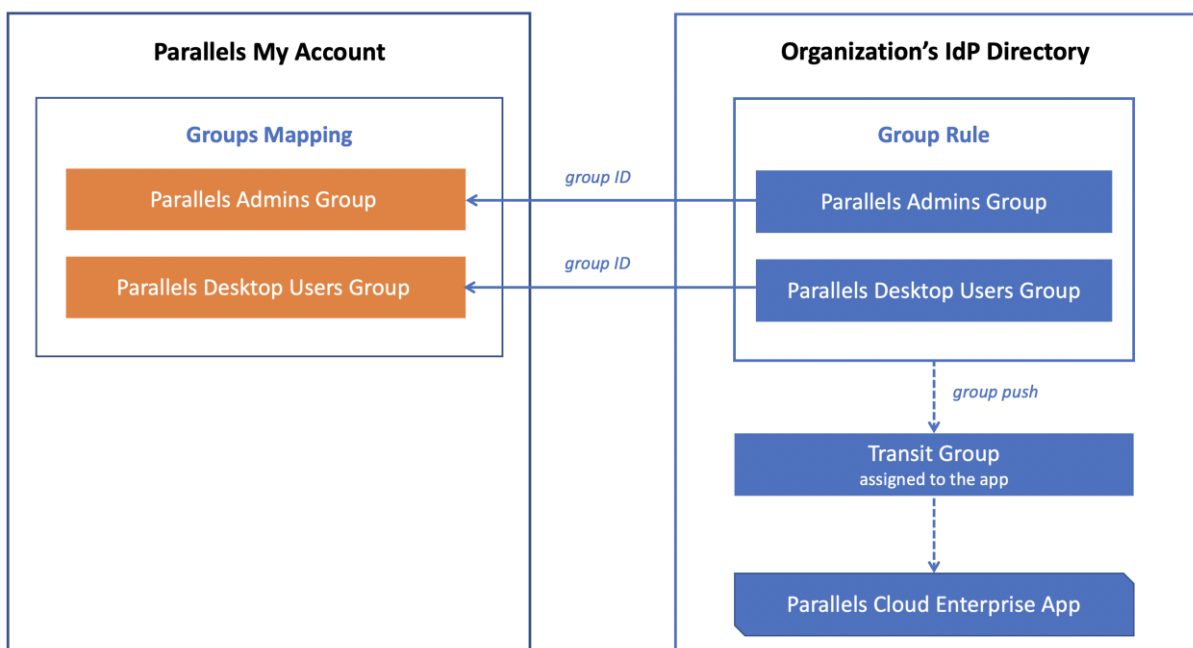 Parallels My Account
Groups Mapping
Parallels Admins Group
Parallels Desktop Users Group
group ID
group ID
Organization’s IdP Directory
Group Rule
Parallels Admins Group
Parallels Desktop Users Group
group push
Transit Group
assigned to the app
Parallels Cloud Enterprise App